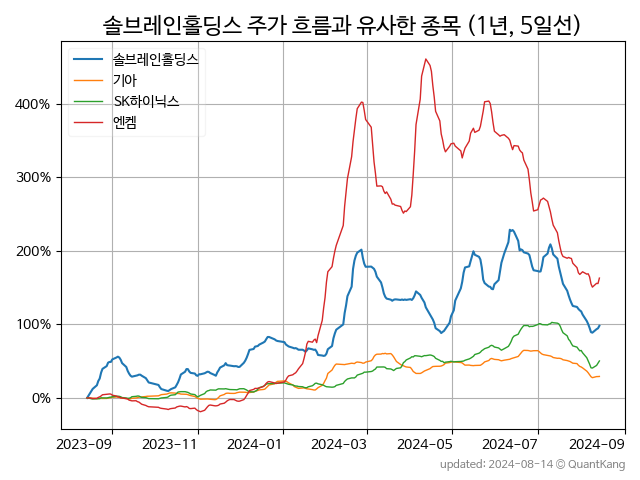 솔브레인홀딩스 주가 흐름과 유사한 종목 (1년, 5일선)
솔브레인홀딩스
기아
SK하이닉스
엔켐
400%
300%
200%
100%
0%
2023-09 2023-11 2024-01 2024-03 2024-05 2024-07 2024-09
updated: 2024-08-14 © QuantKang